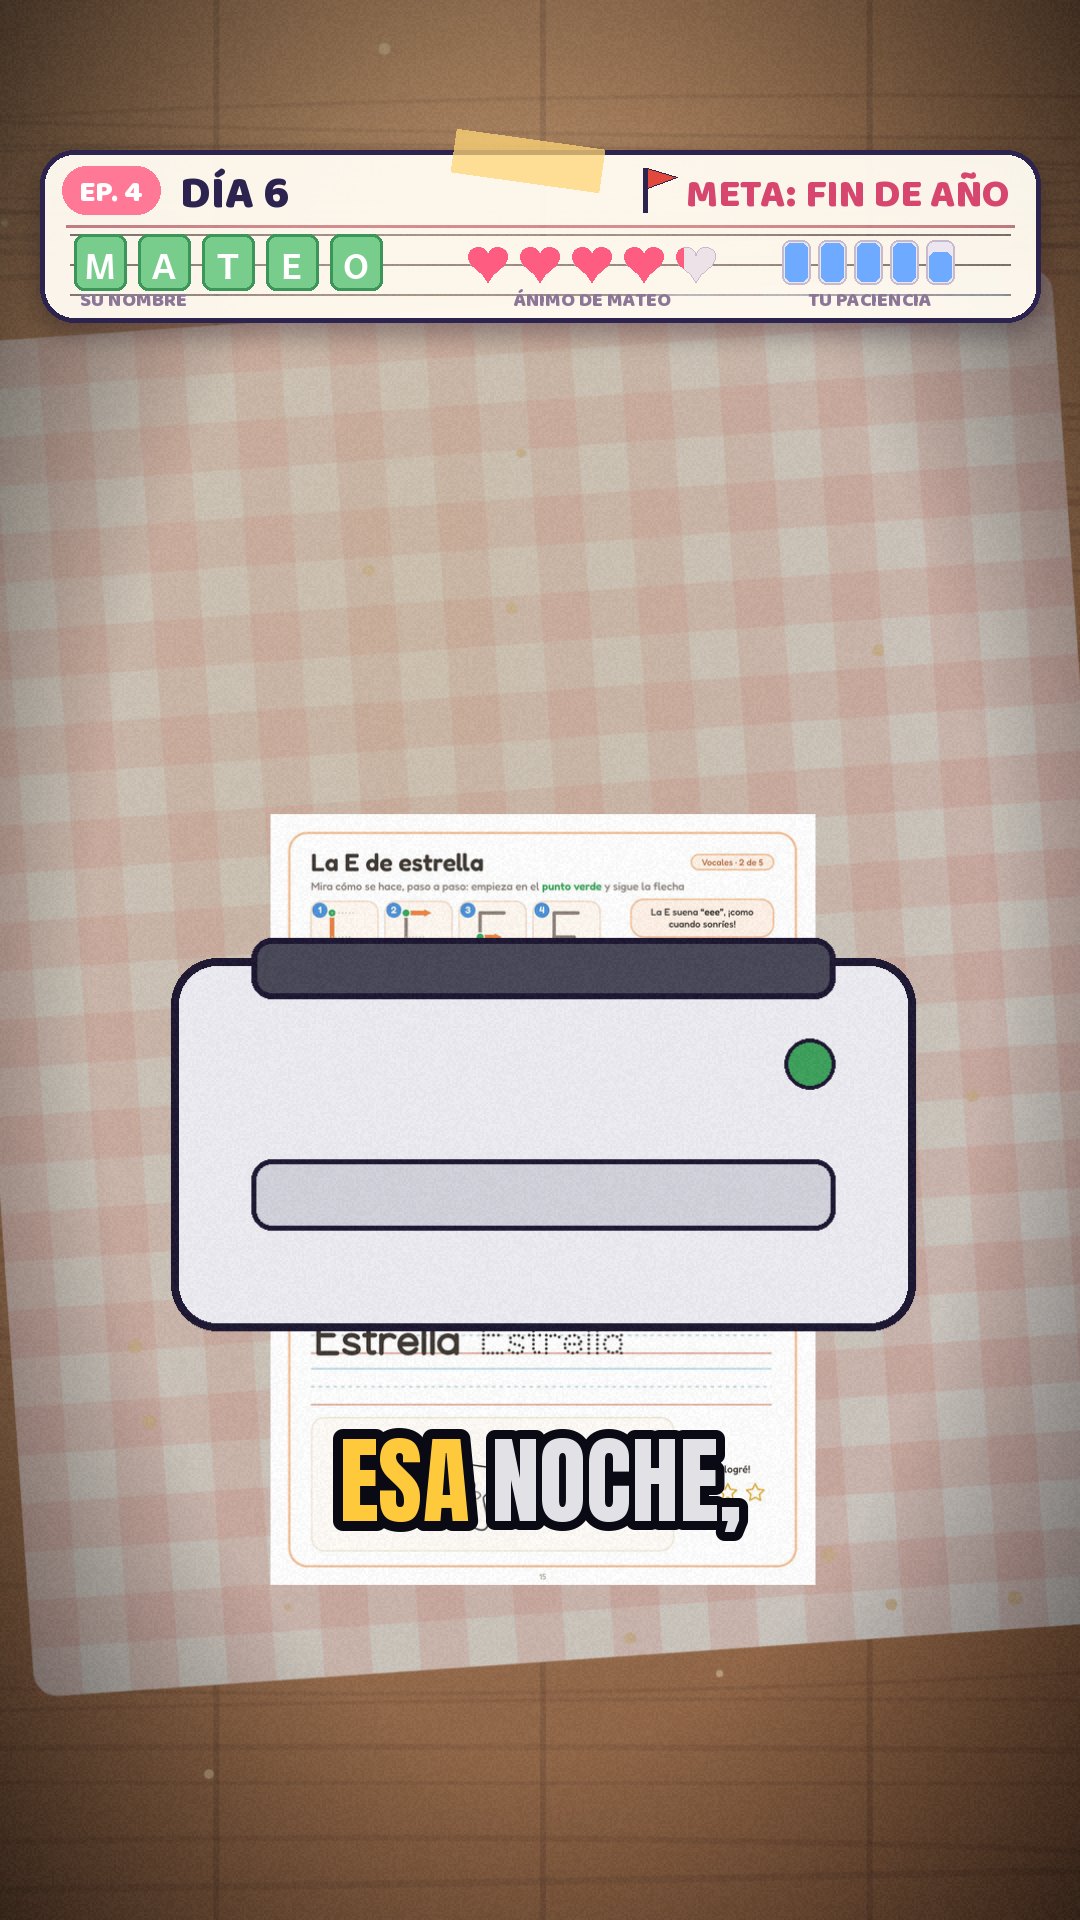 EP. 4 DÍA 6 META: FIN DE AÑO
M A T E O
SU NOMBRE ÁNIMO DE MATEO TU PACIENCIA
La E de estrella Vocales · 2 de 5
Mira cómo se hace, paso a paso: empieza en el punto verde y sigue la flecha
1 2 3 4
La E suena "eee", ¡como
cuando sonríes!
Estrella Estrella
ESA NOCHE,
15